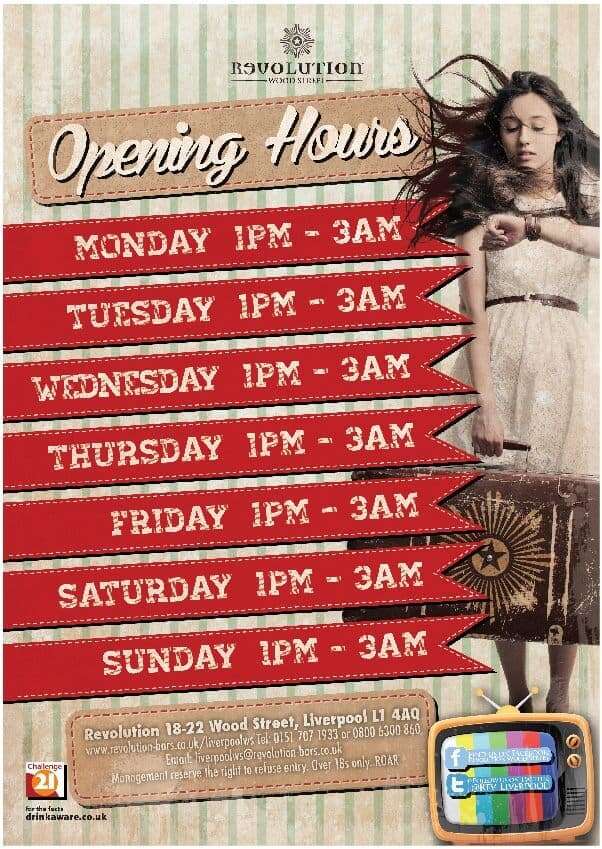 REVOLUTION
WOOD STREET
Opening Hours
MONDAY 1PM - 3AM
TUESDAY 1PM - 3AM
WEDNESDAY 1PM - 3AM
THURSDAY 1PM - 3AM
FRIDAY 1PM - 3AM
SATURDAY 1PM - 3AM
SUNDAY 1PM - 3AM
Revolution 18-22 Wood Street, Liverpool L1 4AQ
www.revolution-bars.co.uk/liverpoolws Tel: 0151 707 1933 or 0800 6300 860
Email: liverpoolws@revolution-bars.co.uk
Management reserve the right to refuse entry. Over 18s only. ROAR
Challenge
21
for the facts
drinkaware.co.uk
f
FACEBOOK
t
@REV_LIVERPOOL